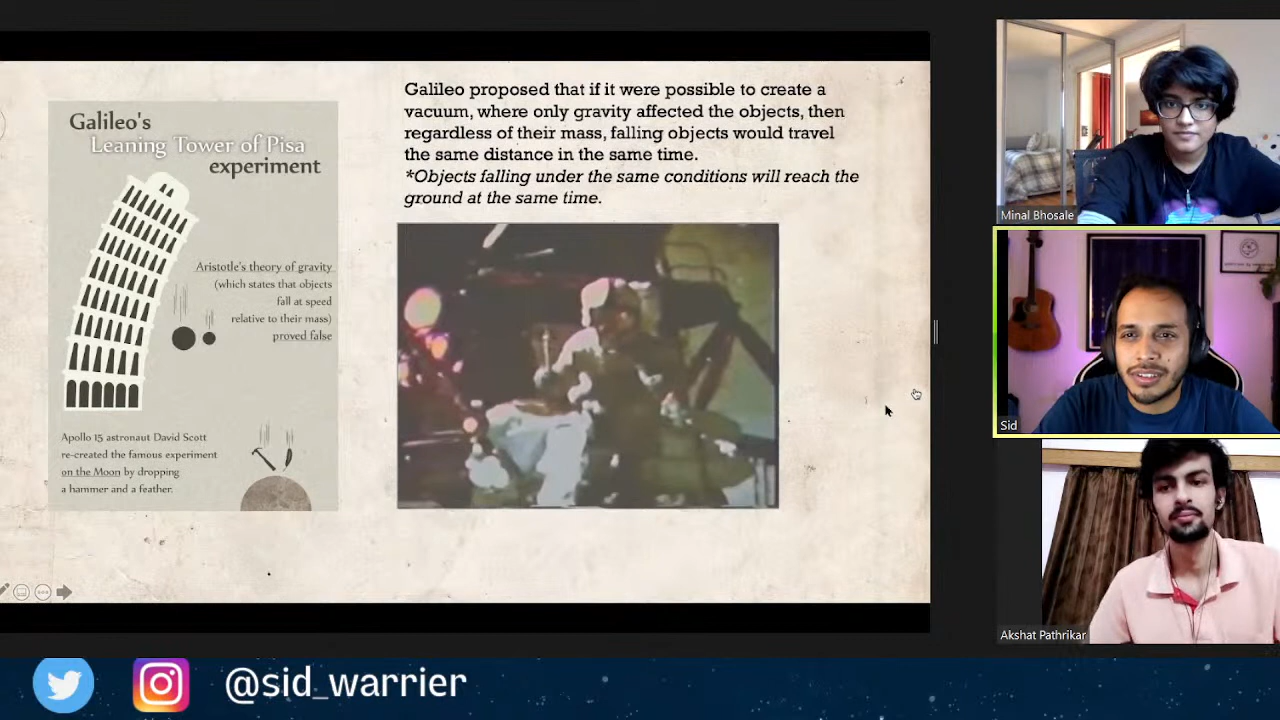 Galileo's
Leaning Tower of Pisa
experiment
Aristotle's theory of gravity
(which states that objects
fall at speed
relative to their mass)
proved false
Apollo 15 astronaut David Scott
re-created the famous experiment
on the Moon by dropping
a hammer and a feather.
Galileo proposed that if it were possible to create a
vacuum, where only gravity affected the objects, then
regardless of their mass, falling objects would travel
the same distance in the same time.
*Objects falling under the same conditions will reach the
ground at the same time.
Minal Bhosale
Sid
Akshat Pathrikar
@sid_warrier